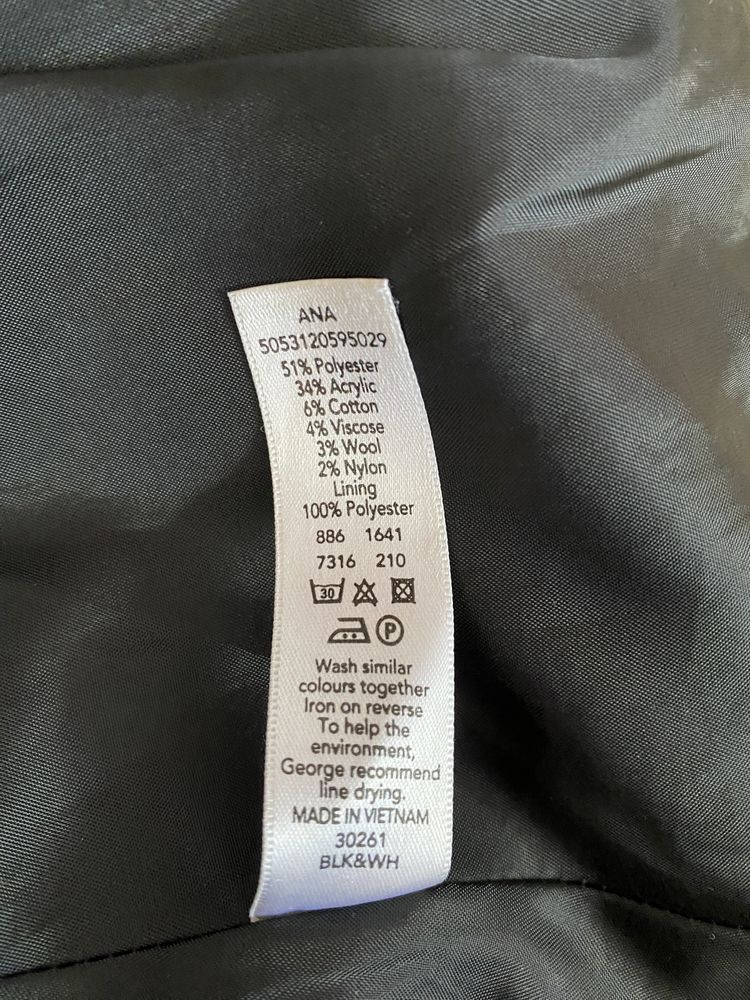 ANA
5053120595029
51% Polyester
34% Acrylic
6% Cotton
4% Viscose
3% Wool
2% Nylon
Lining
100% Polyester
886 1641
7316 210
30
P
Wash similar
colours together
Iron on reverse
To help the
environment,
George recommend
line drying.
MADE IN VIETNAM
30261
BLK&WH